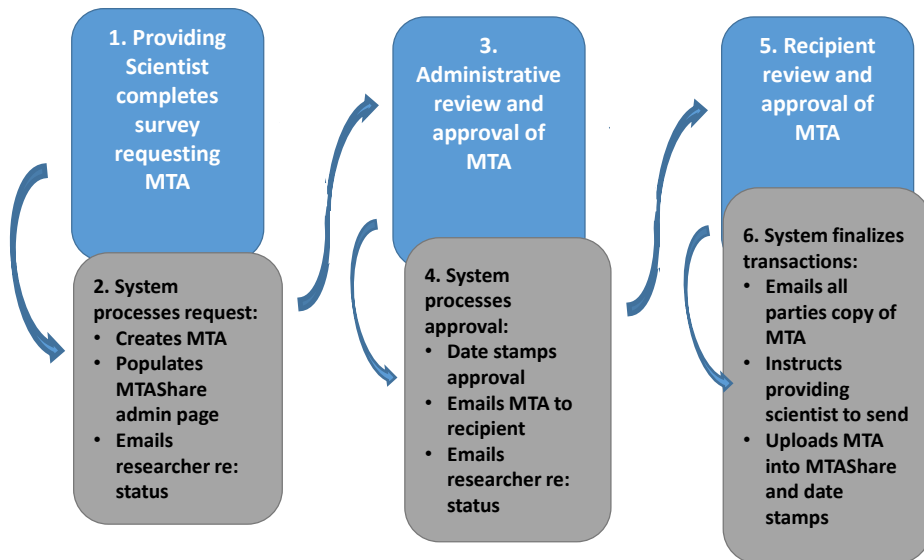 1. Providing
Scientist
completes
survey
requesting
MTA
2. System
processes request:
• Creates MTA
• Populates
MTAShare
admin page
• Emails
researcher re:
status
3.
Administrative
review and
approval of
MTA
4. System
processes
approval:
• Date stamps
approval
• Emails MTA to
recipient
• Emails
researcher re:
status
5. Recipient
review and
approval of
MTA
6. System finalizes
transactions:
• Emails all
parties copy of
MTA
• Instructs
providing
scientist to send
• Uploads MTA
into MTAShare
and date
stamps